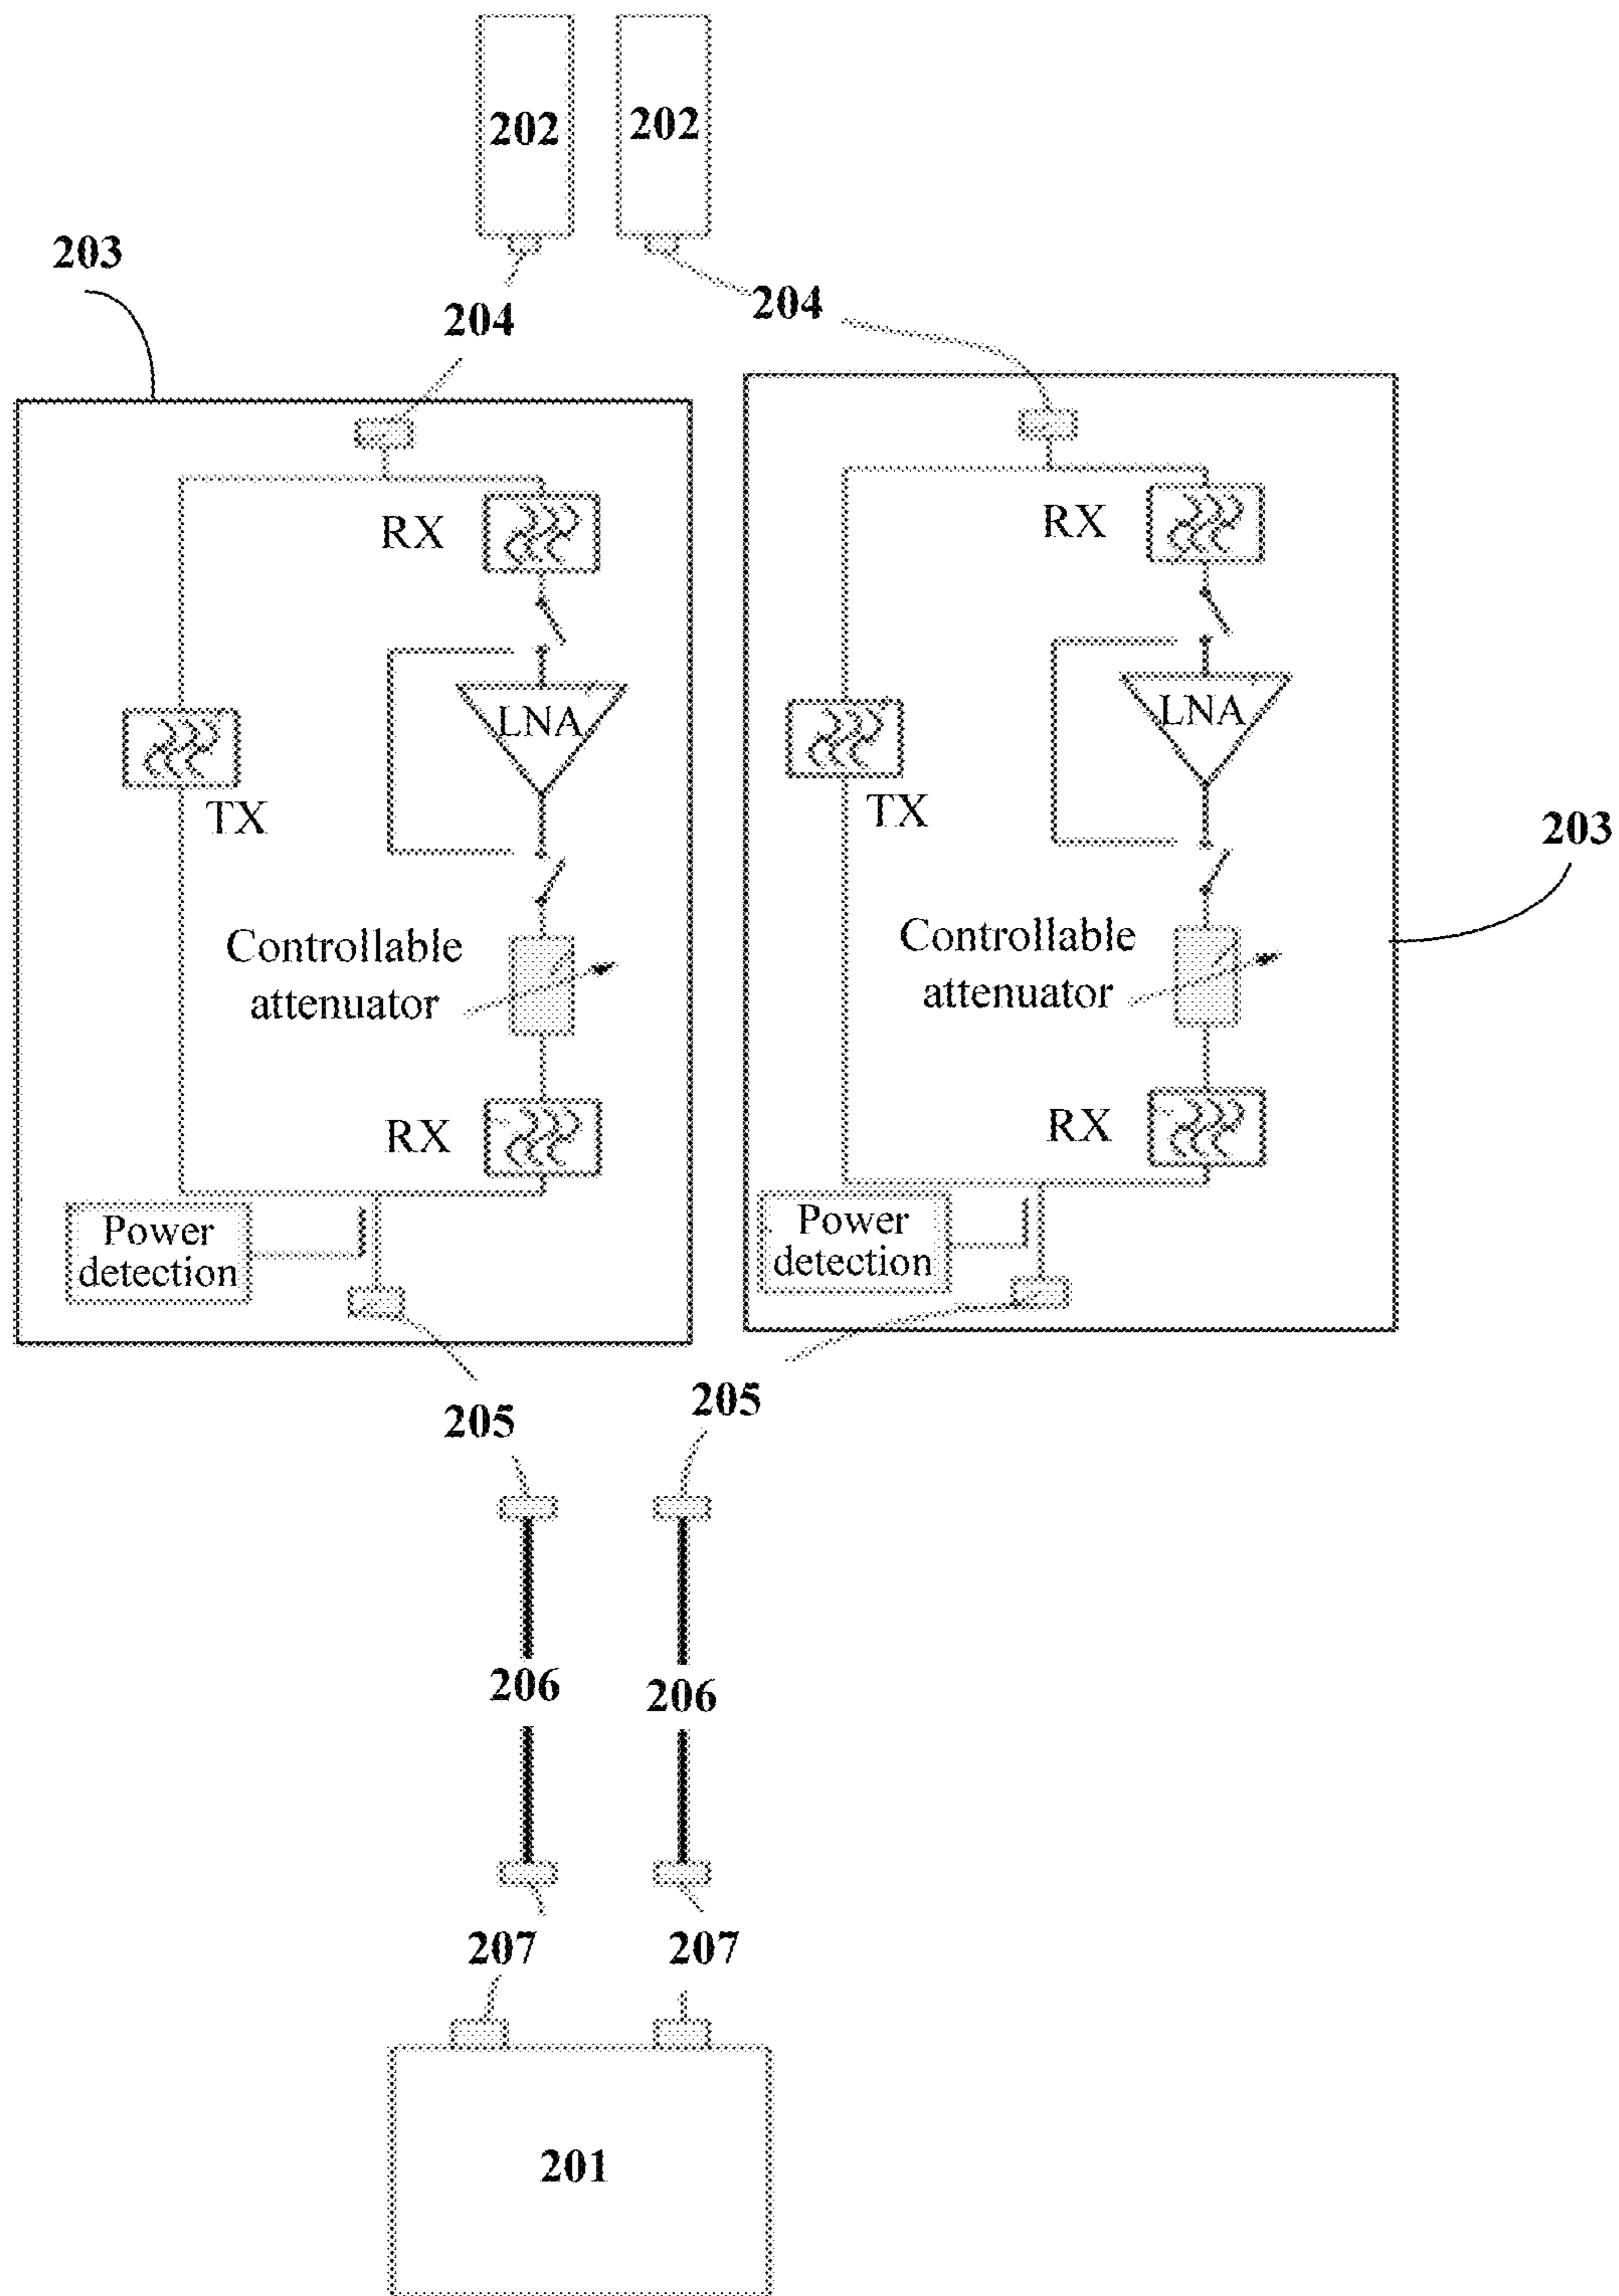 202
202
203
204
204
RX
RX
LNA
LNA
TX
TX
203
Controllable
attenuator
Controllable
attenuator
RX
RX
Power
detection
Power
detection
205
205
206
206
207
207
201